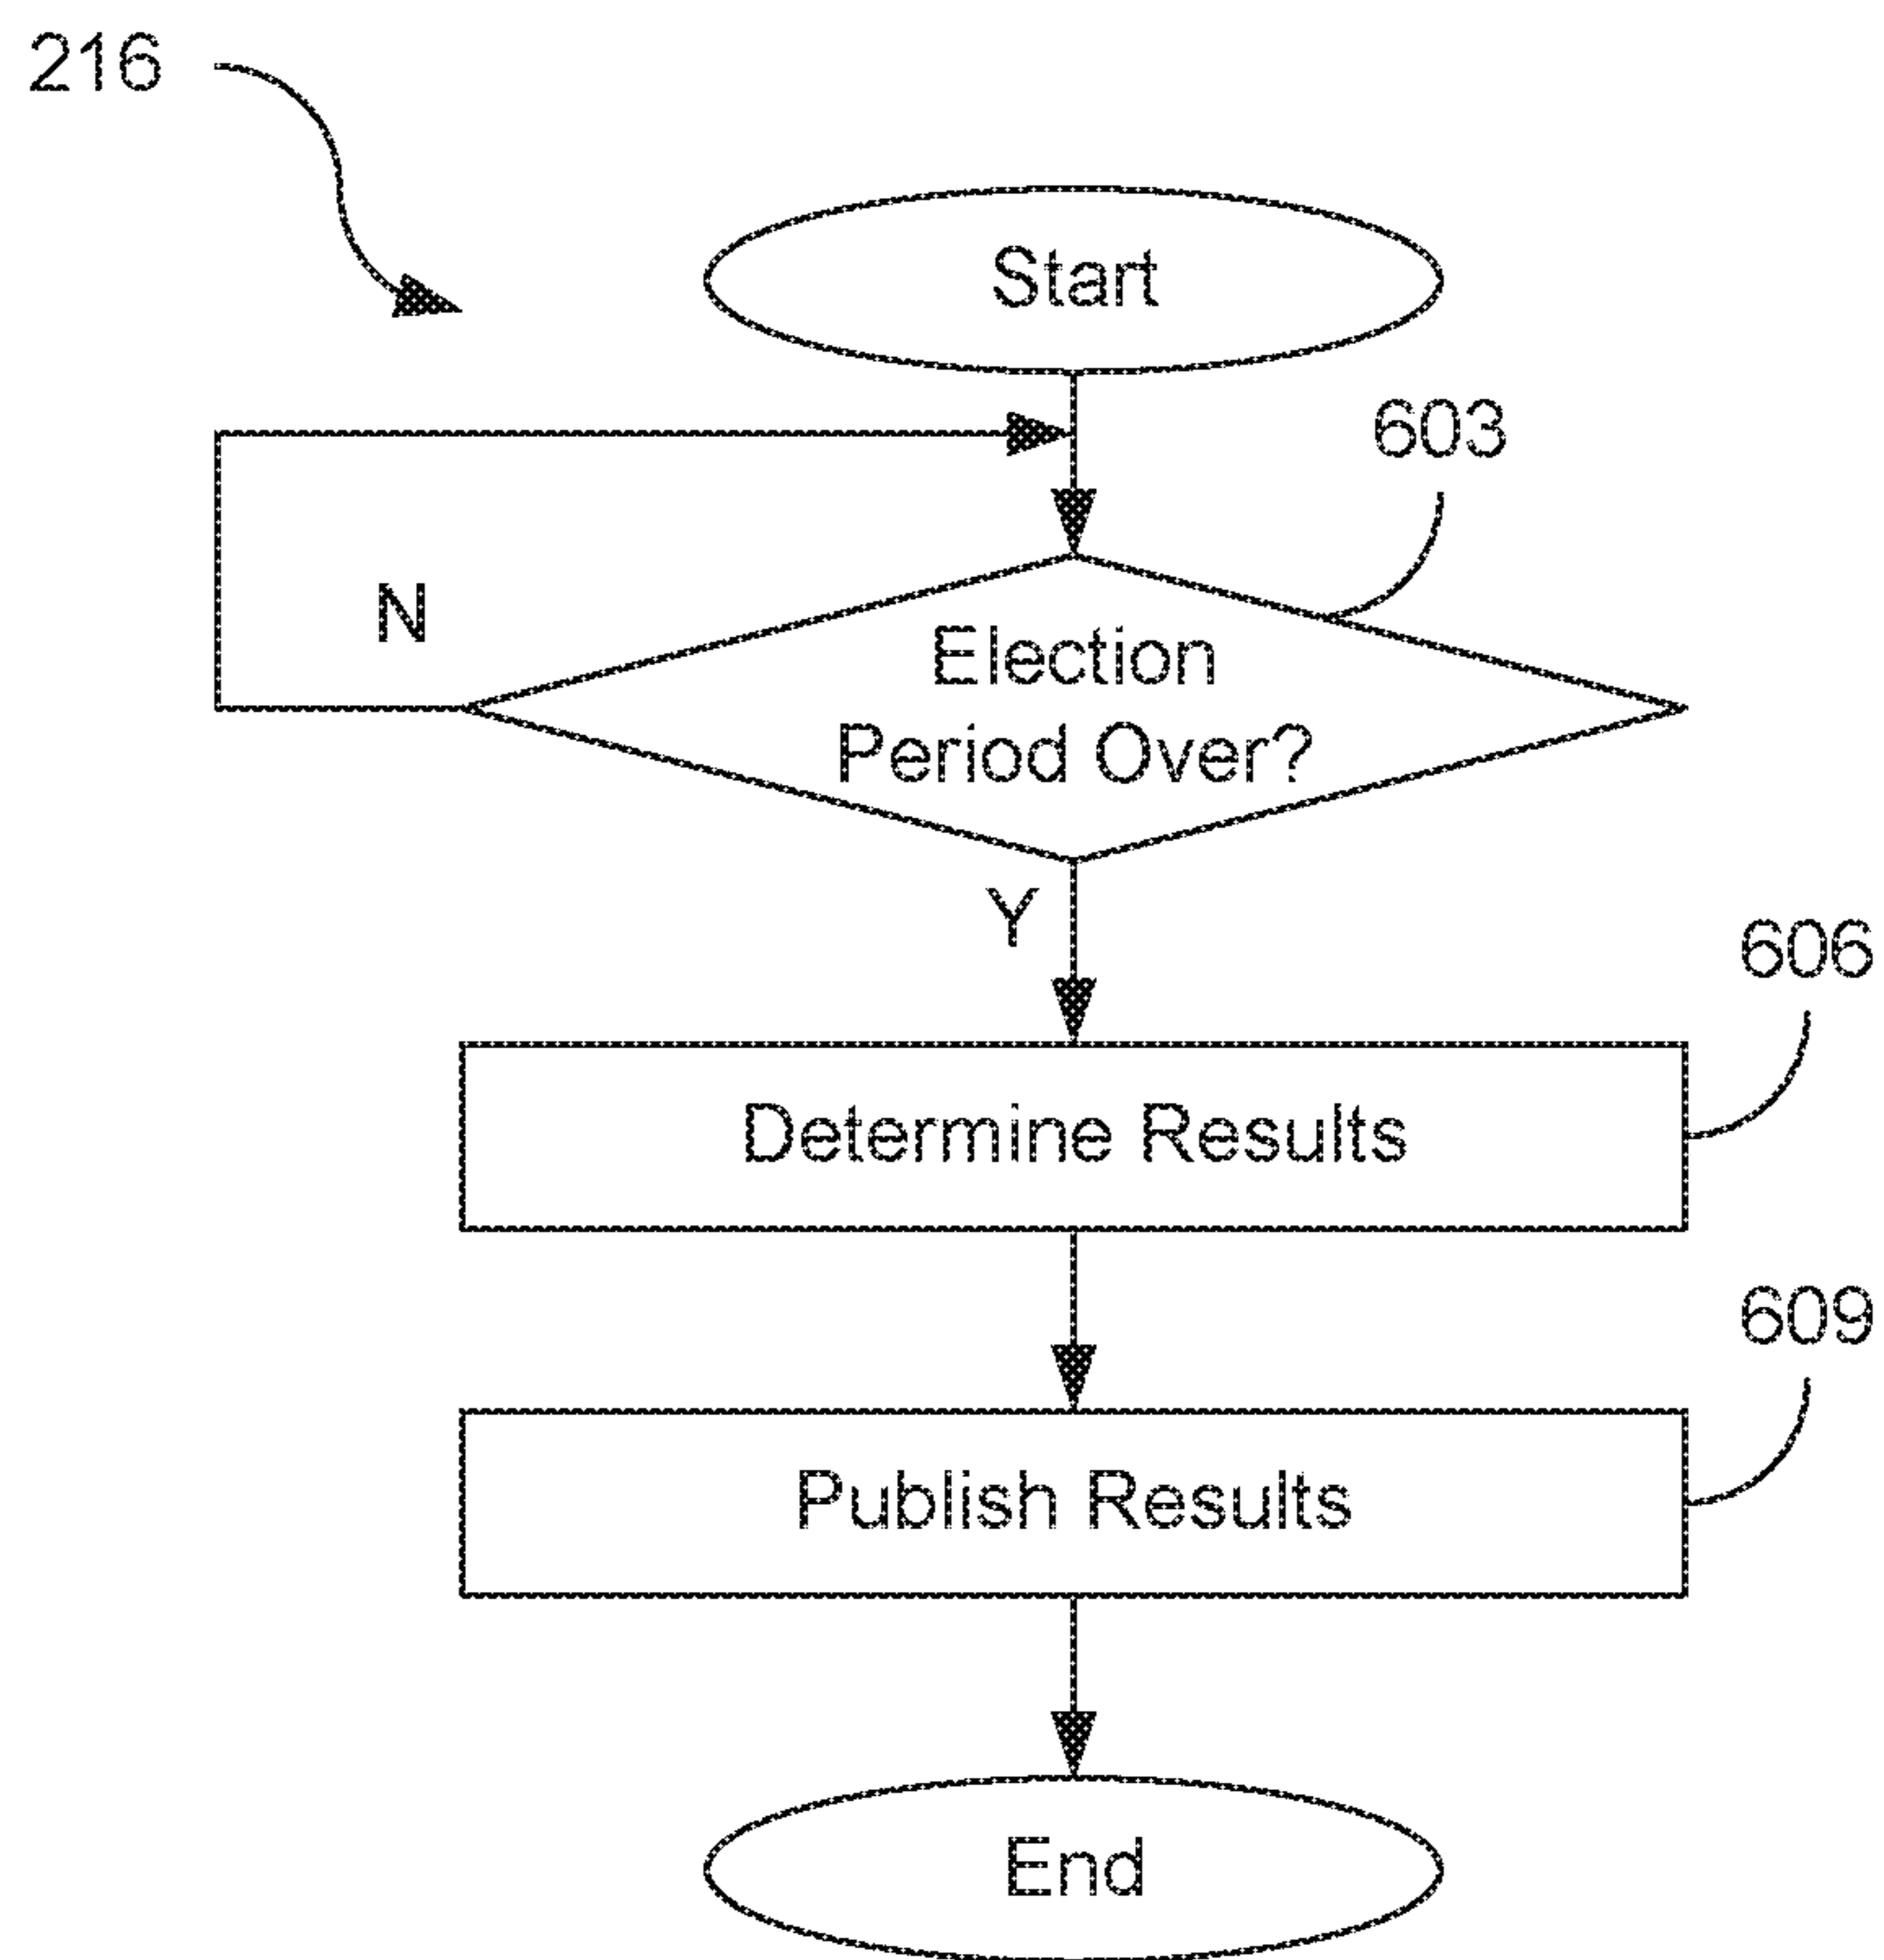 216
Start
603
N
Election
Period Over?
Y
606
Determine Results
609
Publish Results
End